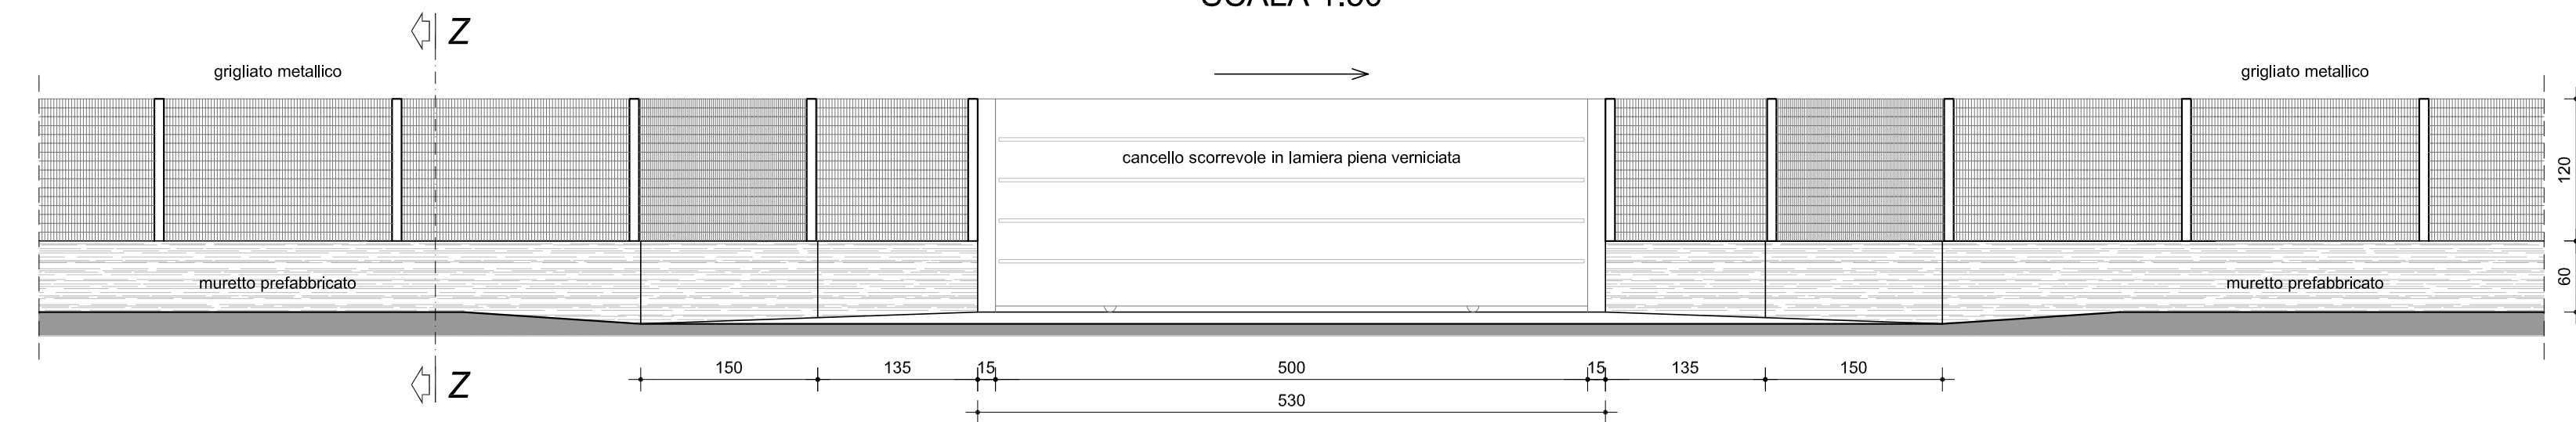 Z
grigliato metallico
grigliato metallico
cancello scorrevole in lamiera piena verniciata
120
muretto prefabbricato
muretto prefabbricato
60
150
135
15
500
15
135
150
Z
530